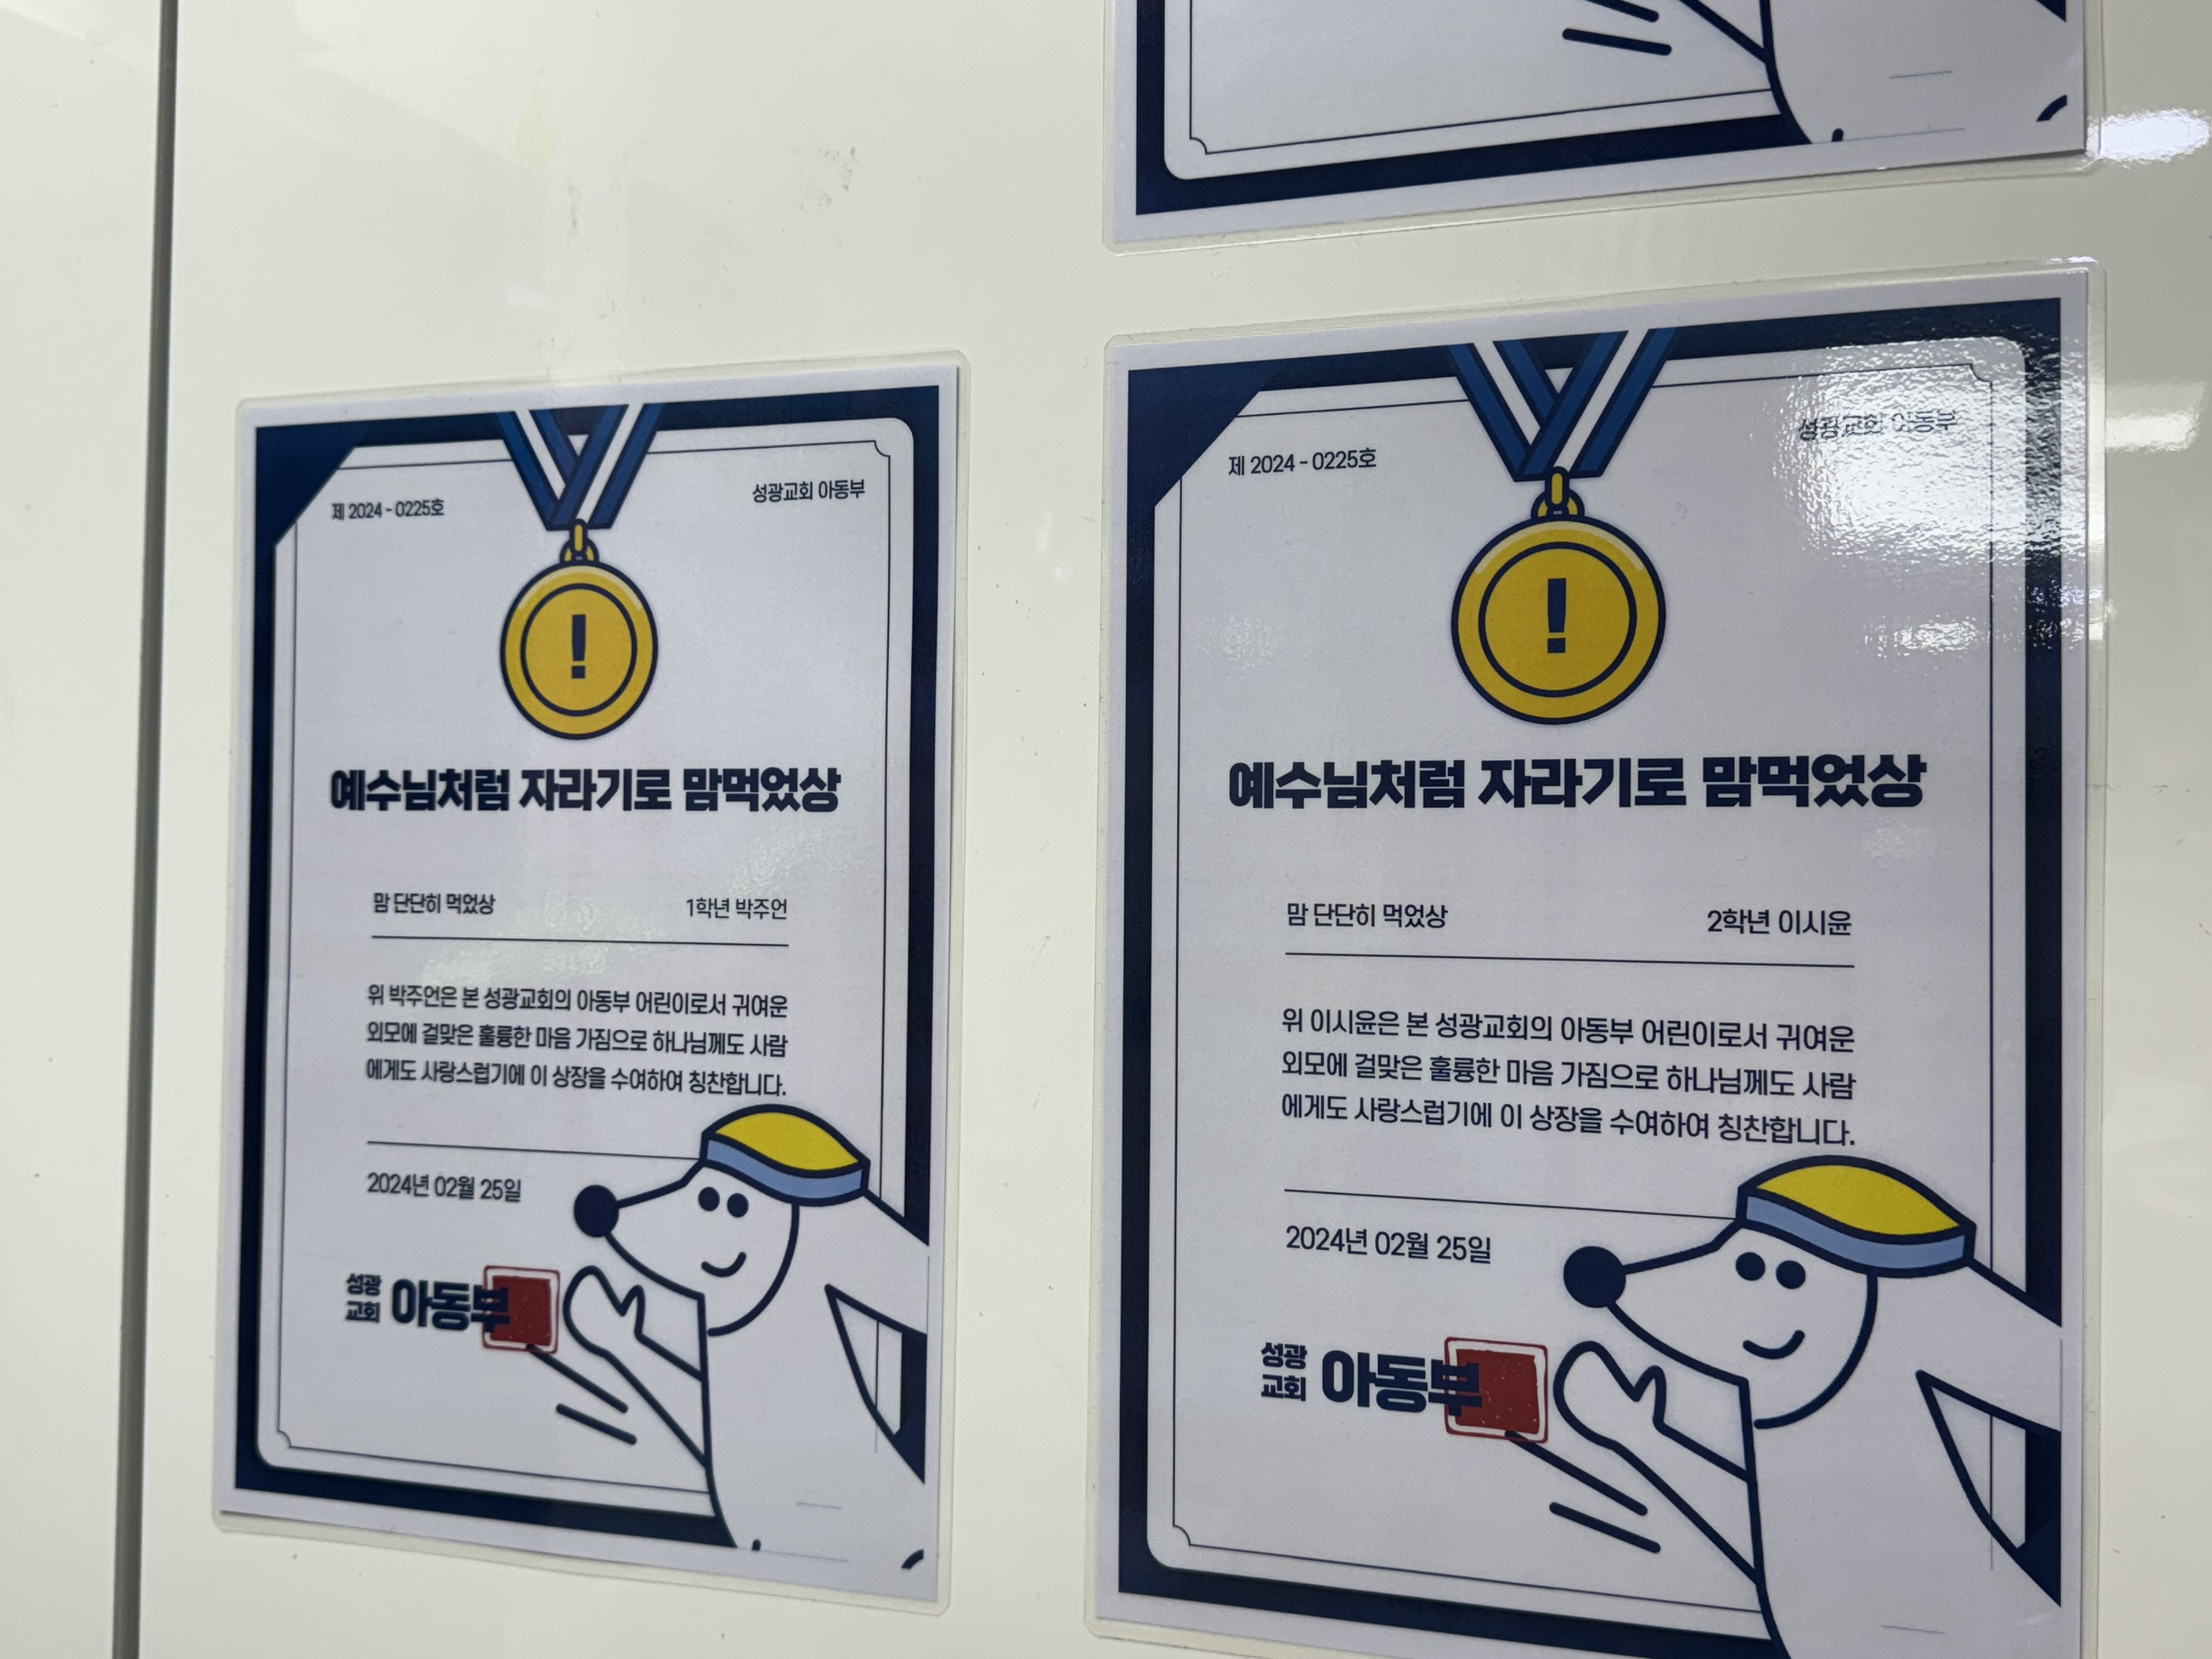 제 2024 - 0225호
성광교회 아동부
!
예수님처럼 자라기로 맘먹었상
맘 단단히 먹었상
1학년 박주언
위 박주언은 본 성광교회의 아동부 어린이로서 귀여운
외모에 걸맞은 훌륭한 마음 가짐으로 하나님께도 사람
에게도 사랑스럽기에 이 상장을 수여하여 칭찬합니다.
2024년 02월 25일
성광
교회
아동부
제 2024 - 0225호
성광교회 아동부
!
예수님처럼 자라기로 맘먹었상
맘 단단히 먹었상
2학년 이시윤
위 이시윤은 본 성광교회의 아동부 어린이로서 귀여운
외모에 걸맞은 훌륭한 마음 가짐으로 하나님께도 사람
에게도 사랑스럽기에 이 상장을 수여하여 칭찬합니다.
2024년 02월 25일
성광
교회
아동부